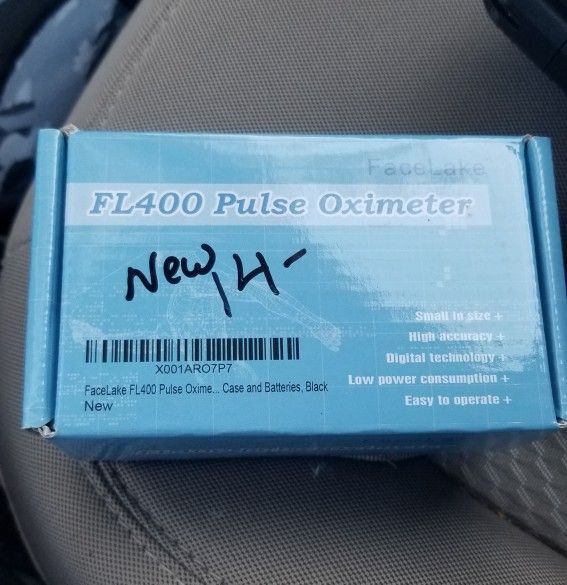 FaceLake
FL400 Pulse Oximeter
New, 14-
Small in size +
High accuracy +
Digital technology +
Low power consumption +
Easy to operate +
X001ARO7P7
FaceLake FL400 Pulse Oxime... Case and Batteries, Black
New